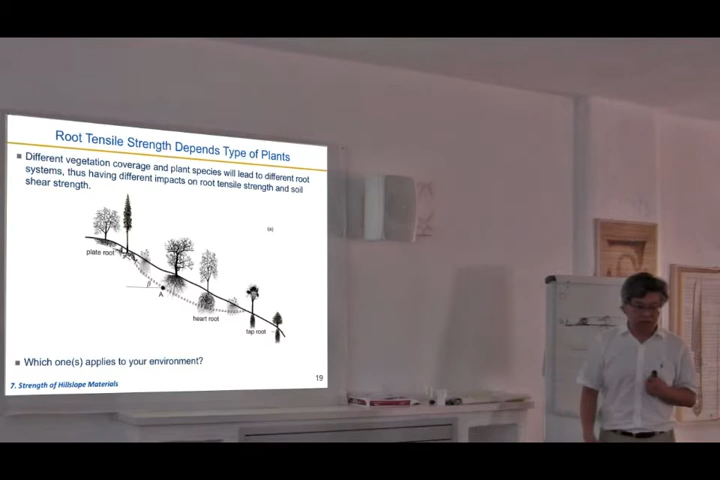 Root Tensile Strength Depends Type of Plants
Different vegetation coverage and plant species will lead to different root
systems, thus having different impacts on root tensile strength and soil
shear strength.
(a)
plate root
β
A
heart root
tap root
Which one(s) applies to your environment?
7. Strength of Hillslope Materials
19